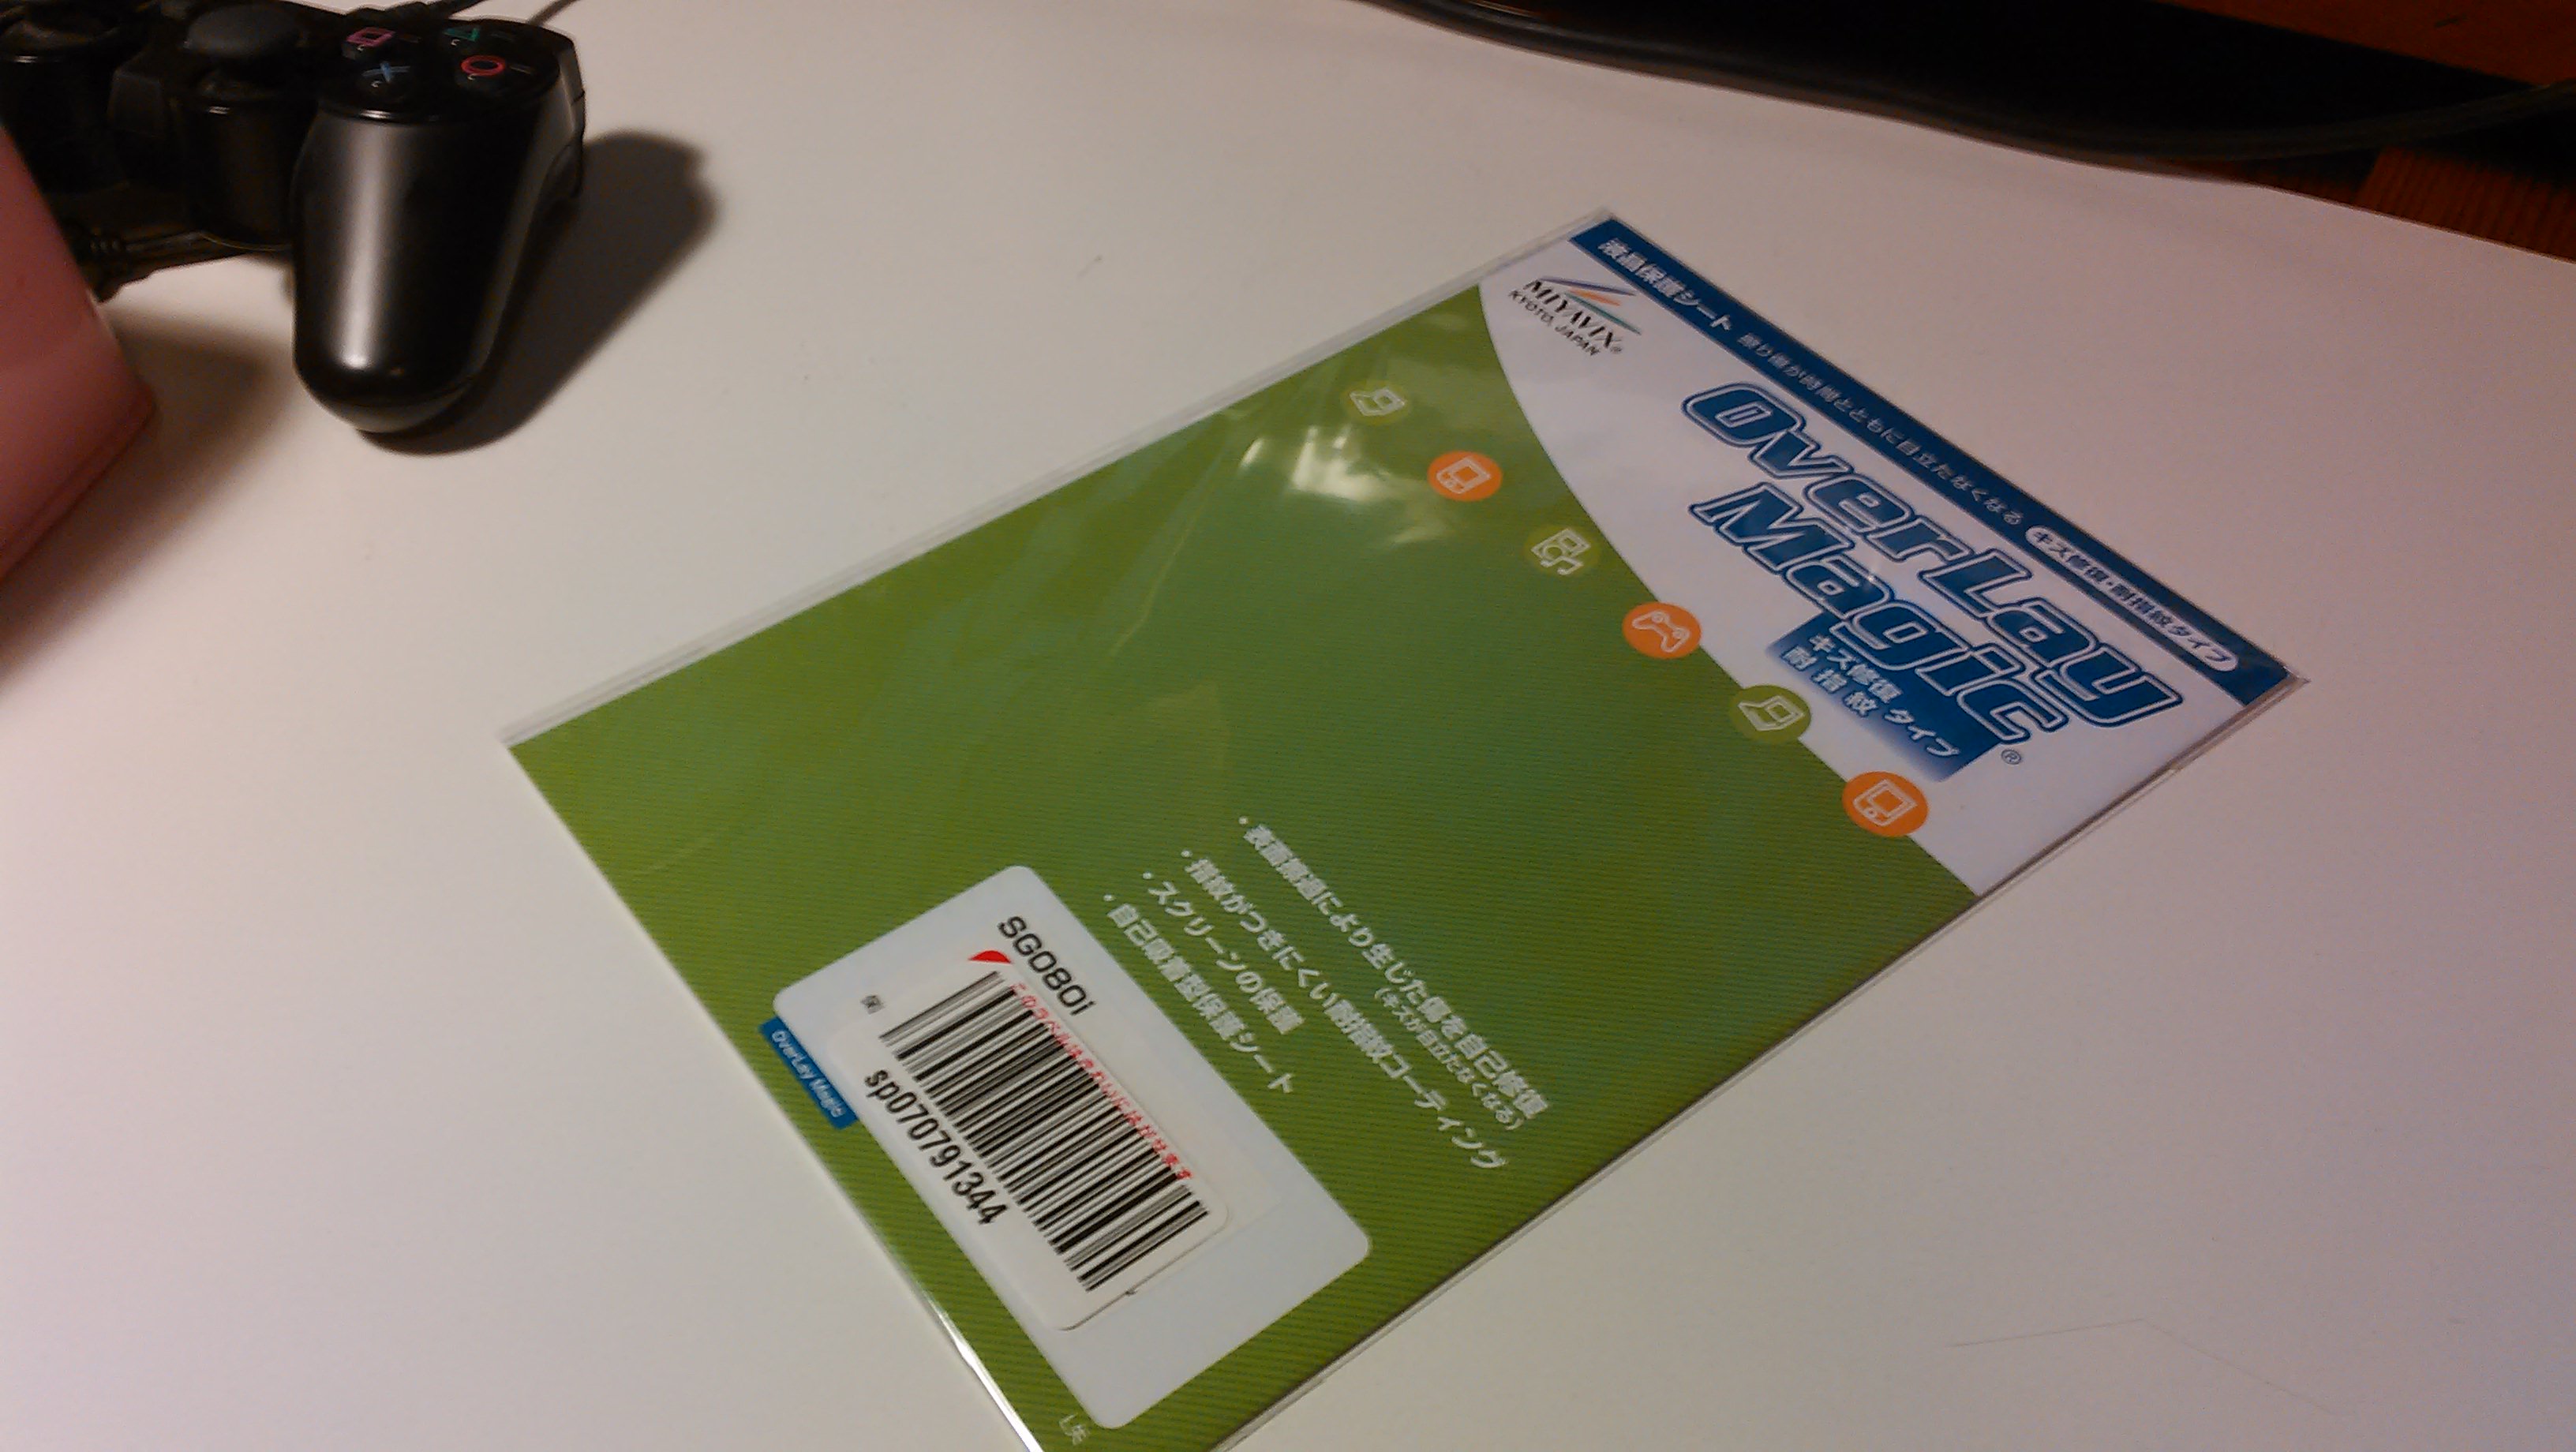 液晶保護シート 擦り傷が時間とともに目立たなくなる キズ修復・耐指紋タイプ
MIYAVIX®
KYOTO, JAPAN
OverLay
Magic®
キズ修復
耐指紋 タイプ
・表面擦過により生じた傷を自己修復
(キズが目立たなくなる)
・指紋がつきにくい耐指紋コーティング
・スクリーンの保護
・自己吸着型保護シート
SG080i
sp070791344
OverLay Magic